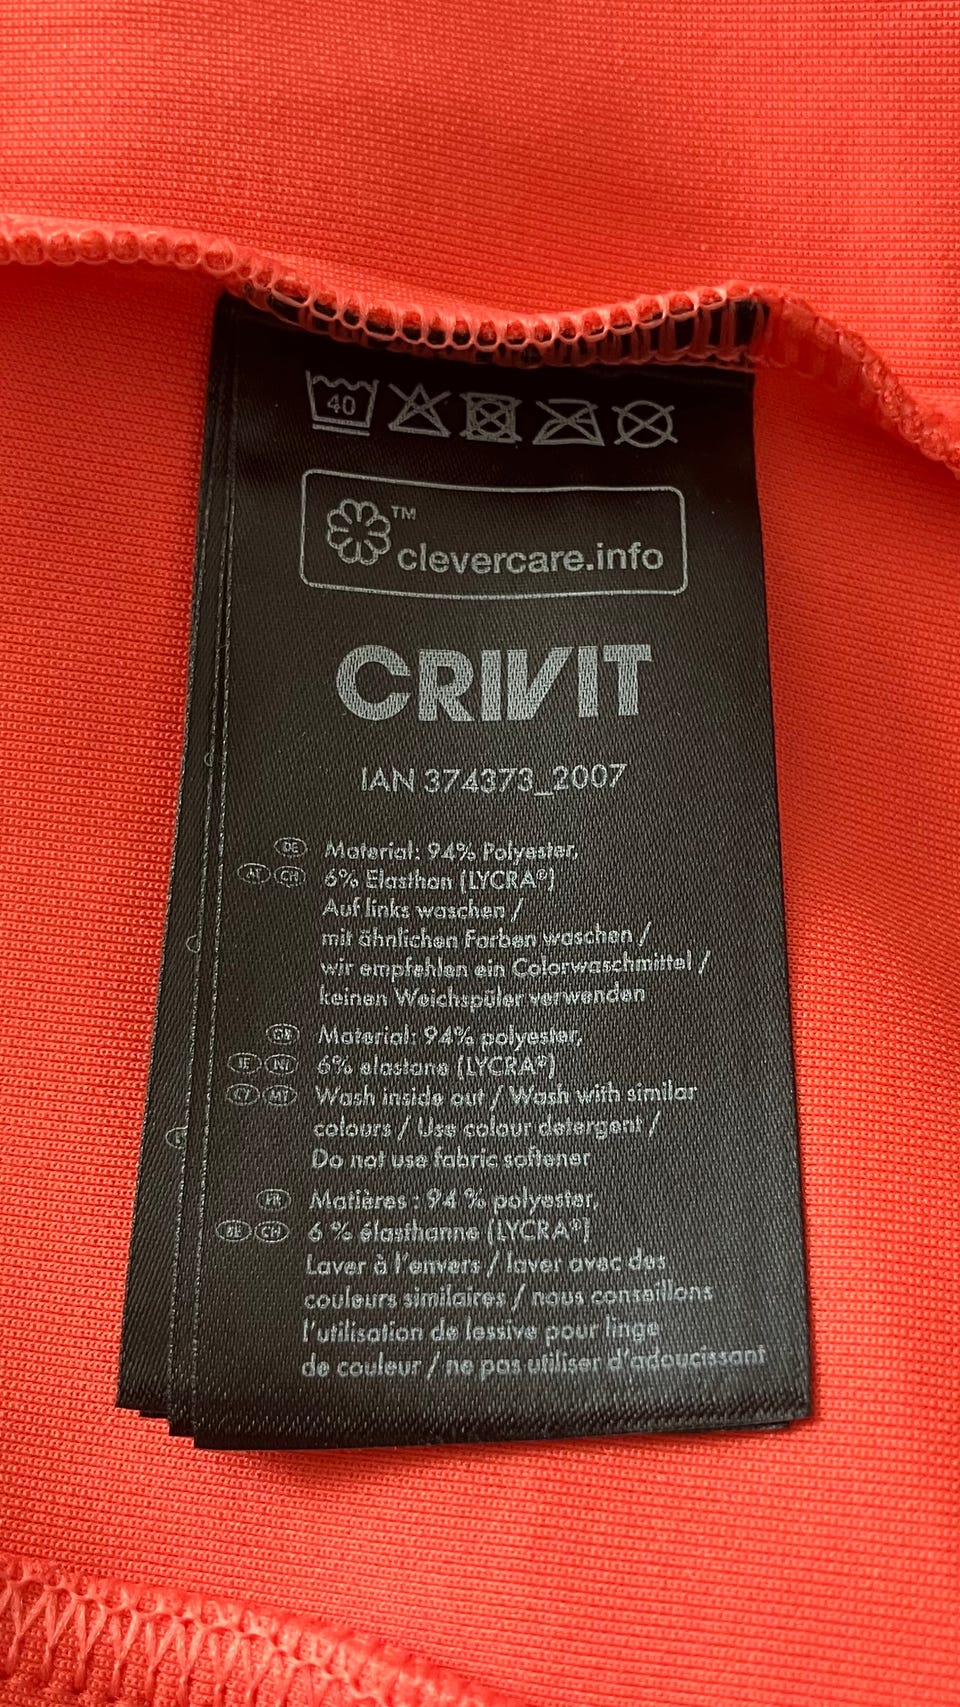 40
™
clevercare.info
CRIVIT
IAN 374373_2007
DE Material: 94% Polyester,
AT CH 6% Elasthan (LYCRA®)
Auf links waschen /
mit ähnlichen Farben waschen /
wir empfehlen ein Colorwaschmittel /
keinen Weichspüler verwenden
GB Material: 94% polyester,
IE NI 6% elastane (LYCRA®)
CY MT Wash inside out / Wash with similar
colours / Use colour detergent /
Do not use fabric softener
FR Matières : 94 % polyester,
BE CH 6 % élasthanne (LYCRA®)
Laver à l'envers / laver avec des
couleurs similaires / nous conseillons
l'utilisation de lessive pour linge
de couleur / ne pas utiliser d'adoucissant